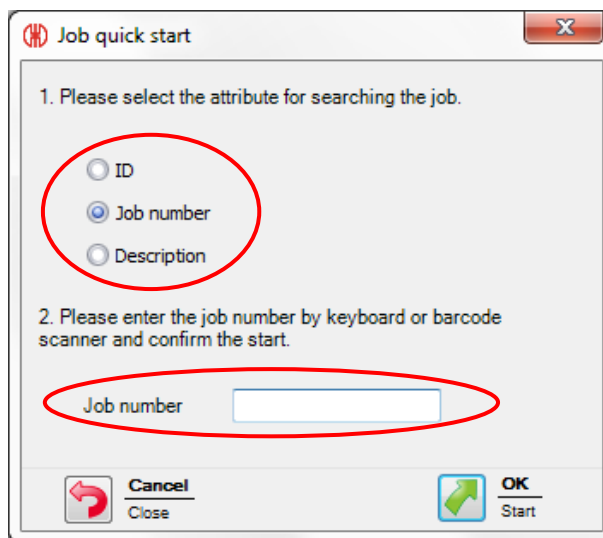 Job quick start
1. Please select the attribute for searching the job.
ID
Job number
Description
2. Please enter the job number by keyboard or barcode
scanner and confirm the start.
Job number
Cancel
Close
OK
Start